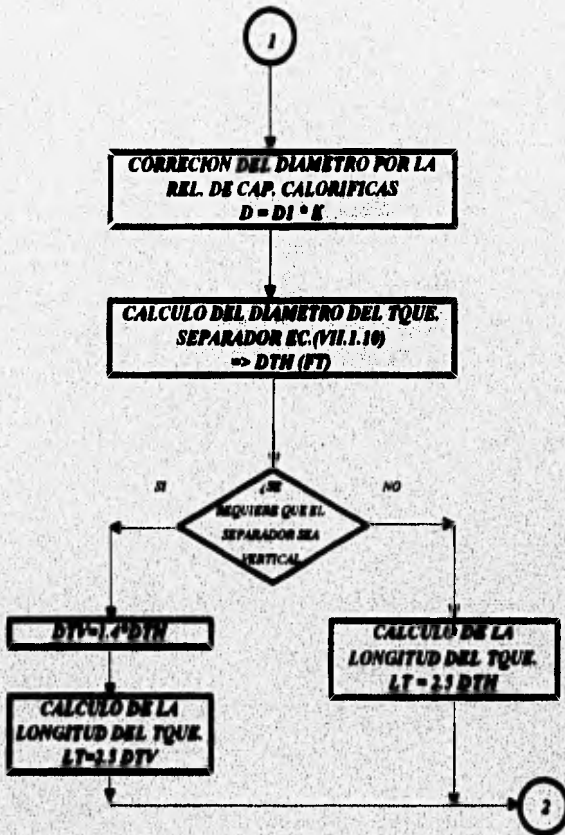 1
CORRECION DEL DIAMETRO POR LA
REL. DE CAP. CALORIFICAS
D = D1 * K
CALCULO DEL DIAMETRO DEL TQUE.
SEPARADOR EC.(VII.1.10)
=> DTH (FT)
SI
NO
¿SE
REQUIERE QUE EL
SEPARADOR SEA
VERTICAL
DTV=1.4*DTH
CALCULO DE LA
LONGITUD DEL TQUE.
LT = 2.5 DTH
CALCULO DE LA
LONGITUD DEL TQUE.
LT=2.5 DTV
2